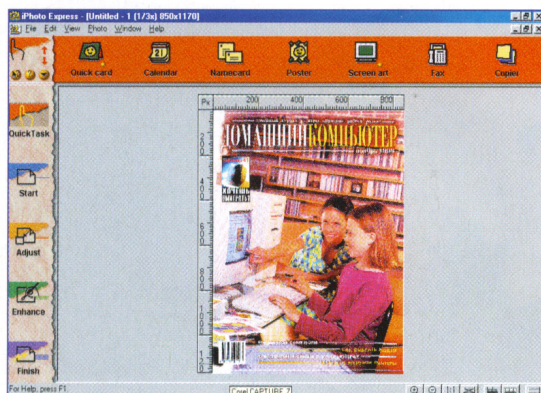 iPhoto Express - [Untitled - 1 (1/3x) 850x1170]
File Edit View Photo Window Help
Quick card Calendar Namecard Poster Screen art Fax Copier
QuickTask
Start
Adjust
Enhance
Finish
Px 200 400 600 800
ДОМАШНИЙ КОМПЬЮТЕР
For Help, press F1.
Corel CAPTURE 7
1:1